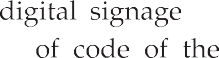 digital signage
of code of the